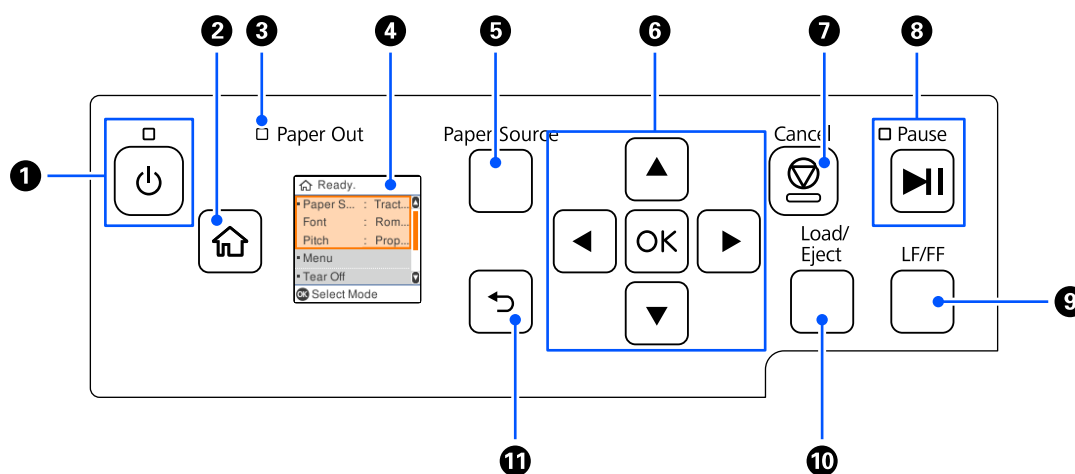 2 3 4 5 6 7 8
Paper Out
Paper Source
Cancel
Pause
1
Ready.
Paper S... : Tract...
Font : Rom...
Pitch : Prop...
Menu
Tear Off
OK Select Mode
OK
Load/
Eject
LF/FF
9
11 10